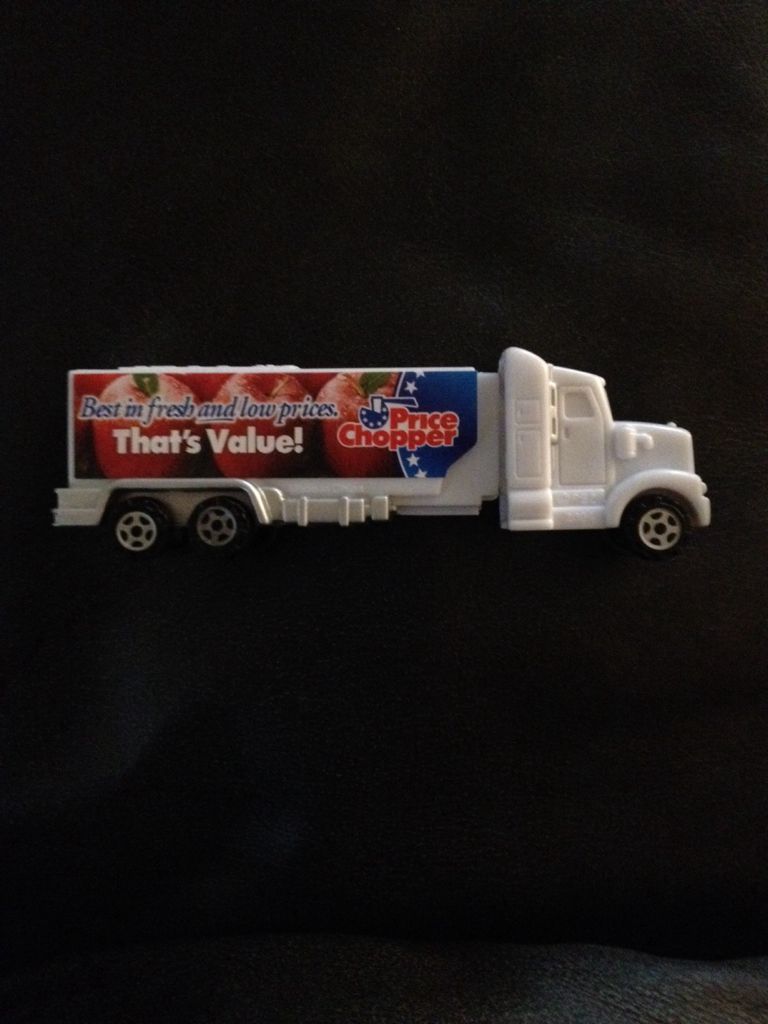 Best in fresh and low prices.
That's Value!
Price
Chopper